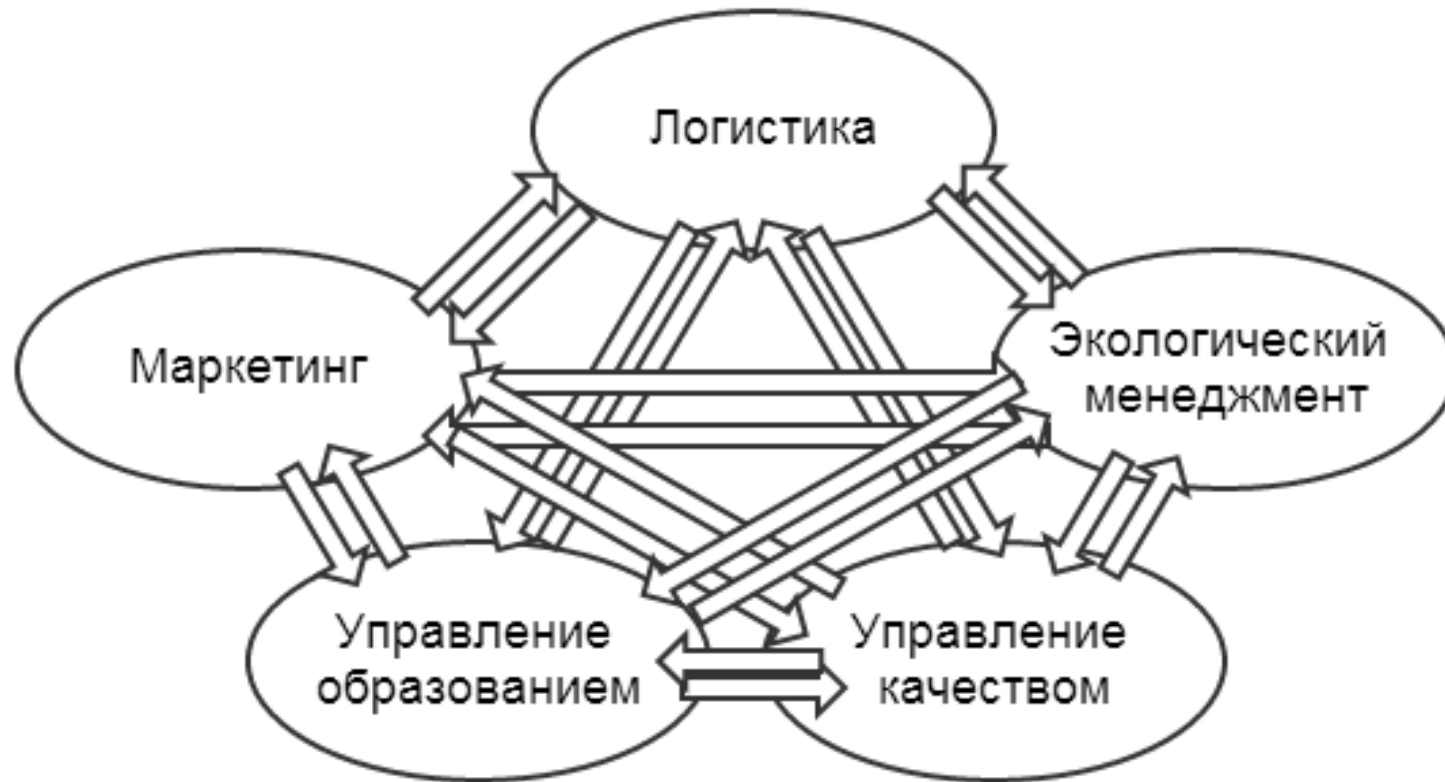 Логистика
Маркетинг
Экологический
менеджмент
Управление
образованием
Управление
качеством